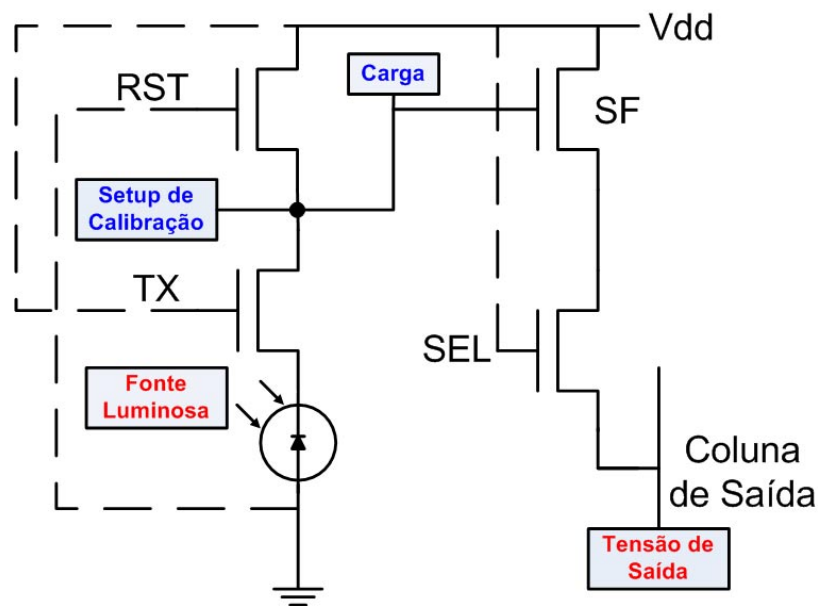 Vdd
RST
Carga
SF
Setup de
Calibração
TX
SEL
Fonte
Luminosa
Coluna
de Saída
Tensão de
Saída